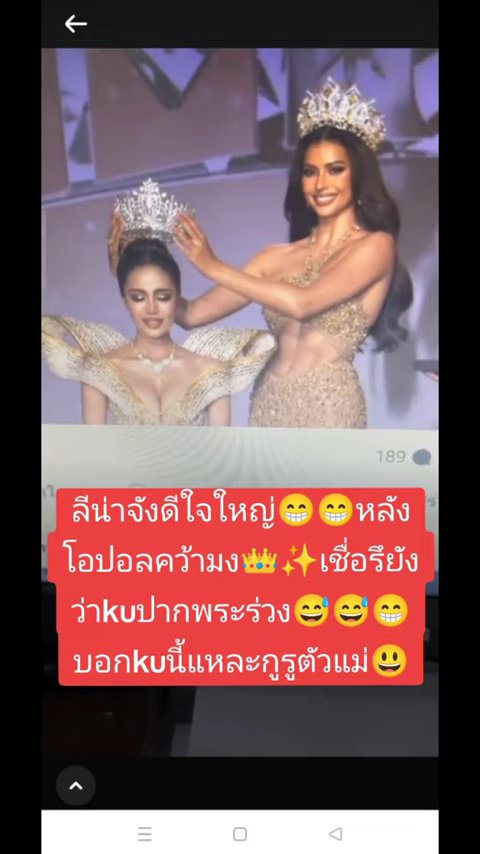 189
ลีน่าจังดีใจใหญ่😁😁หลัง
โอปอลคว้ามง👑✨เชื่อรึยัง
ว่าkuปากพระร่วง😅😅😁
บอกkuนี้แหละกูรูตัวแม่😃